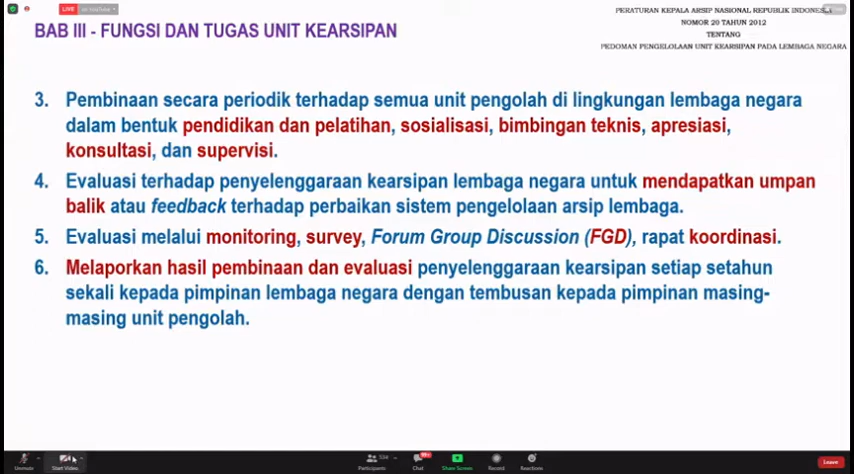 LIVE
on YouTube
PERATURAN KEPALA ARSIP NASIONAL REPUBLIK INDONESIA
NOMOR 20 TAHUN 2012
TENTANG
PEDOMAN PENGELOLAAN UNIT KEARSIPAN PADA LEMBAGA NEGARA
BAB III - FUNGSI DAN TUGAS UNIT KEARSIPAN
3. Pembinaan secara periodik terhadap semua unit pengolah di lingkungan lembaga negara
dalam bentuk pendidikan dan pelatihan, sosialisasi, bimbingan teknis, apresiasi,
konsultasi, dan supervisi.
4. Evaluasi terhadap penyelenggaraan kearsipan lembaga negara untuk mendapatkan umpan
balik atau feedback terhadap perbaikan sistem pengelolaan arsip lembaga.
5. Evaluasi melalui monitoring, survey, Forum Group Discussion (FGD), rapat koordinasi.
6. Melaporkan hasil pembinaan dan evaluasi penyelenggaraan kearsipan setiap setahun
sekali kepada pimpinan lembaga negara dengan tembusan kepada pimpinan masing-
masing unit pengolah.
Unmute
Start Video
Participants
Chat
99+
Share Screen
Record
Reactions
Leave